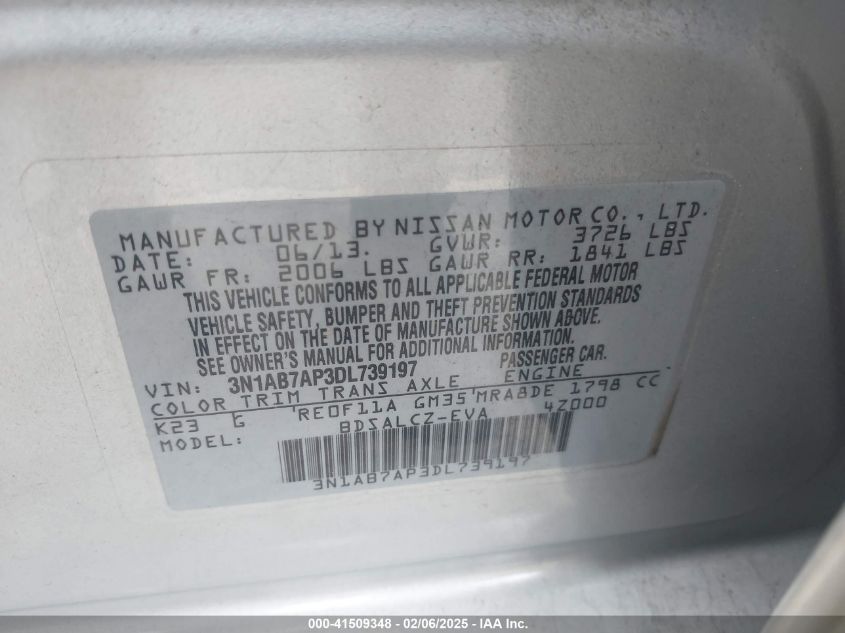 MANUFACTURED BY NISSAN MOTOR CO., LTD.
DATE: 06/13. GVWR: 3726 LBS
GAWR FR: 2006 LBS GAWR RR: 1841 LBS
THIS VEHICLE CONFORMS TO ALL APPLICABLE FEDERAL MOTOR
VEHICLE SAFETY, BUMPER AND THEFT PREVENTION STANDARDS
IN EFFECT ON THE DATE OF MANUFACTURE SHOWN ABOVE.
SEE OWNER'S MANUAL FOR ADDITIONAL INFORMATION.
VIN: 3N1AB7AP3DL739197 PASSENGER CAR.
COLOR TRIM TRANS AXLE ENGINE
K23 G 'RE0F11A GM35'MRA8DE 1798 CC
MODEL: BDSALCZ-EVA 4Z000
3N1AB7AP3DL739197
000-41509348 - 02/06/2025 - IAA Inc.